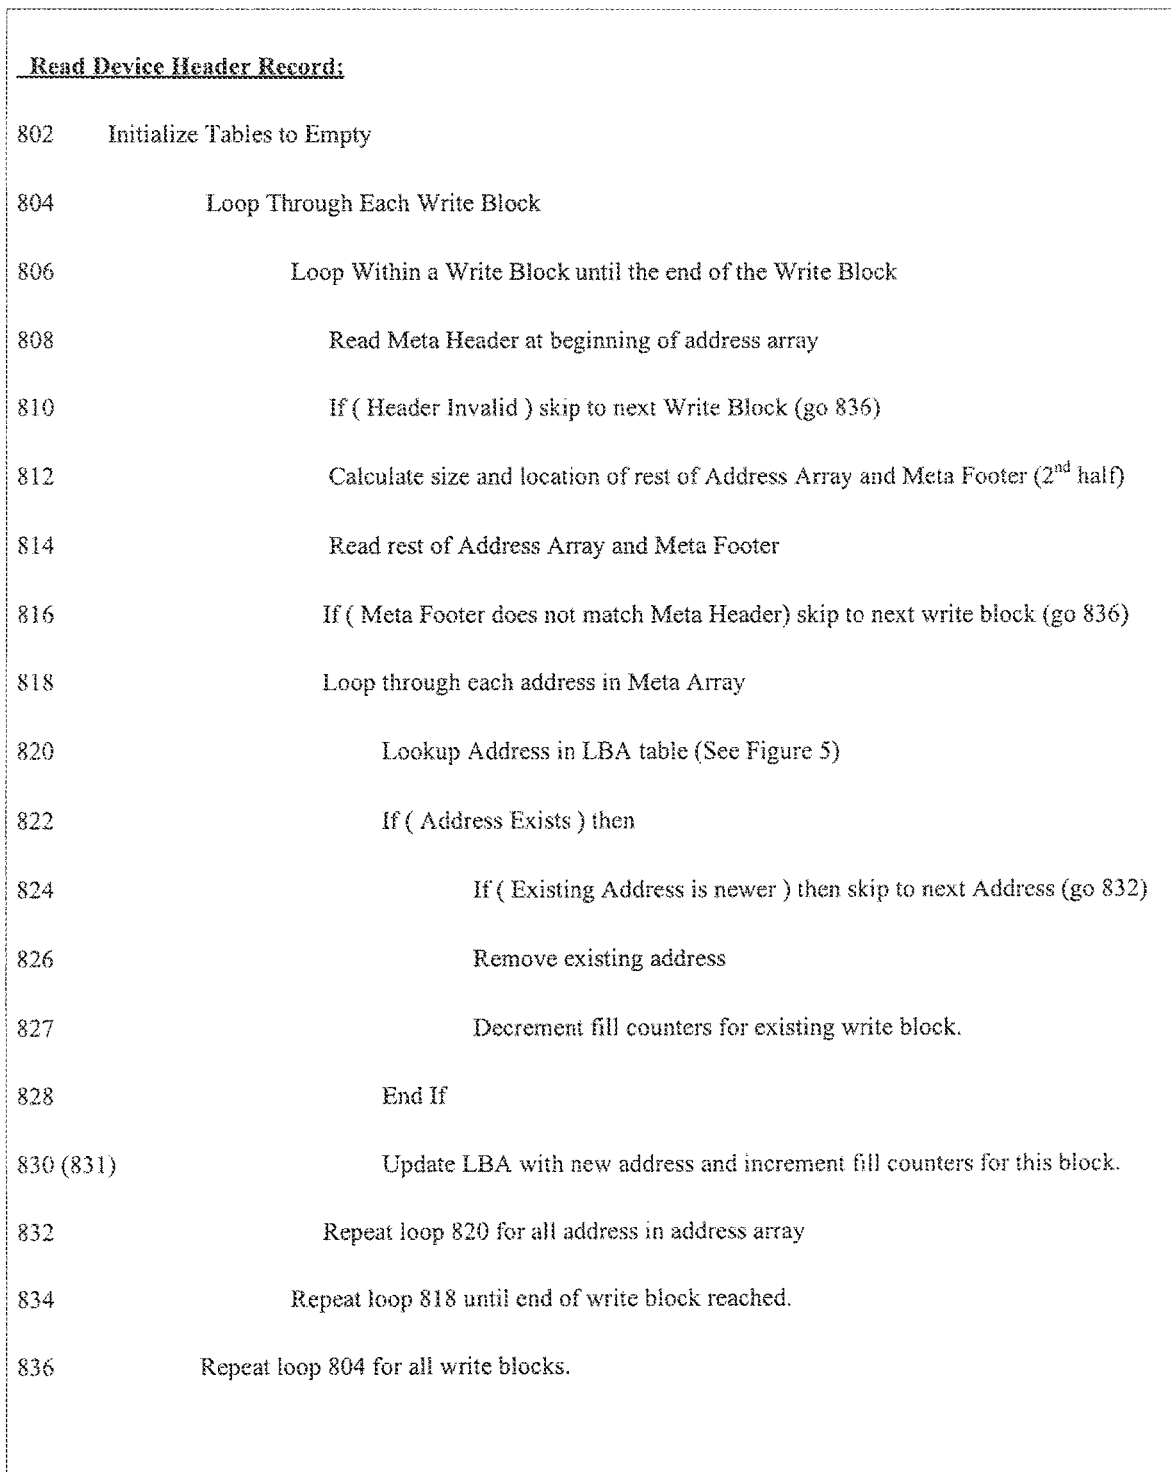 Read Device Header Record:
802 Initialize Tables to Empty
804 Loop Through Each Write Block
806 Loop Within a Write Block until the end of the Write Block
808 Read Meta Header at beginning of address array
810 If ( Header Invalid ) skip to next Write Block (go 836)
812 Calculate size and location of rest of Address Array and Meta Footer (2nd half)
814 Read rest of Address Array and Meta Footer
816 If ( Meta Footer does not match Meta Header) skip to next write block (go 836)
818 Loop through each address in Meta Array
820 Lookup Address in LBA table (See Figure 5)
822 If ( Address Exists ) then
824 If ( Existing Address is newer ) then skip to next Address (go 832)
826 Remove existing address
827 Decrement fill counters for existing write block.
828 End If
830 (831) Update LBA with new address and increment fill counters for this block.
832 Repeat loop 820 for all address in address array
834 Repeat loop 818 until end of write block reached.
836 Repeat loop 804 for all write blocks.